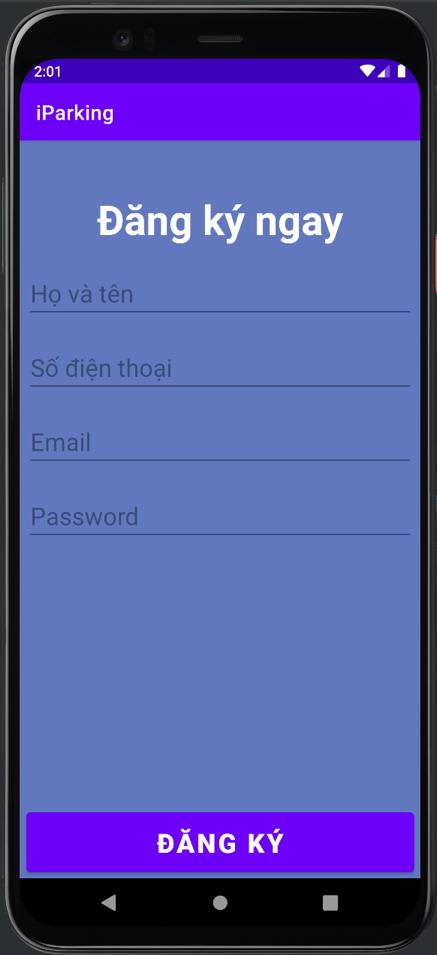 2:01
iParking
Đăng ký ngay
Họ và tên
Số điện thoại
Email
Password
ĐĂNG KÝ